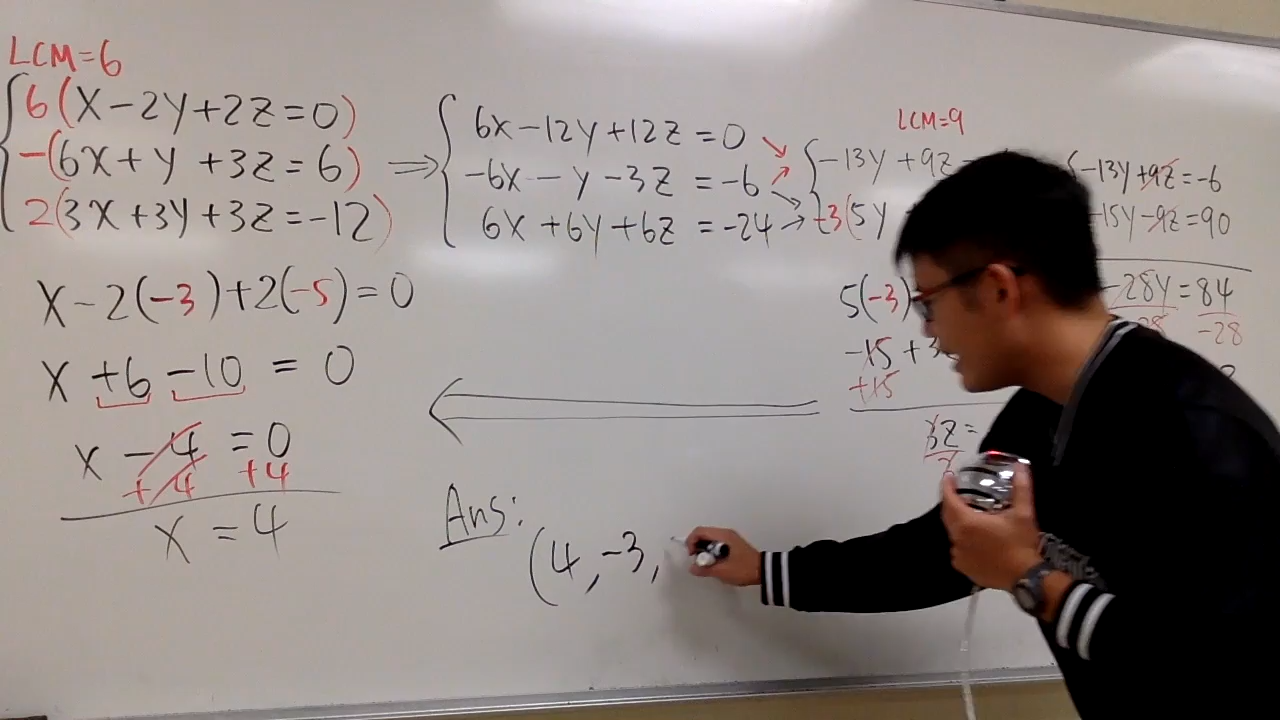 LCM=6
6(x-2y+2z=0)
-(6x+y+3z=6)
2(3x+3y+3z=-12)
x-2(-3)+2(-5)=0
x+6-10=0
x-4=0
+4 +4
x=4
⇒
6x-12y+12z=0
-6x-y-3z=-6
6x+6y+6z=-24
LCM=9
-13y+9z
-3(5y
5(-3)
-15+3
+15
3z=
-13y+9z=-6
-15y-9z=90
-28y=84
-28 -28
Ans:
(4,-3,